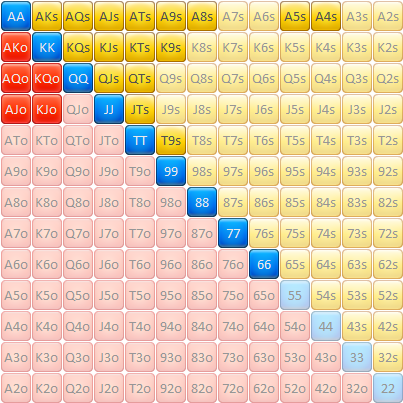 AA AKs AQs AJs ATs A9s A8s A7s A6s A5s A4s A3s A2s
AKo KK KQs KJs KTs K9s K8s K7s K6s K5s K4s K3s K2s
AQo KQo QQ QJs QTs Q9s Q8s Q7s Q6s Q5s Q4s Q3s Q2s
AJo KJo QJo JJ JTs J9s J8s J7s J6s J5s J4s J3s J2s
ATo KTo QTo JTo TT T9s T8s T7s T6s T5s T4s T3s T2s
A9o K9o Q9o J9o T9o 99 98s 97s 96s 95s 94s 93s 92s
A8o K8o Q8o J8o T8o 98o 88 87s 86s 85s 84s 83s 82s
A7o K7o Q7o J7o T7o 97o 87o 77 76s 75s 74s 73s 72s
A6o K6o Q6o J6o T6o 96o 86o 76o 66 65s 64s 63s 62s
A5o K5o Q5o J5o T5o 95o 85o 75o 65o 55 54s 53s 52s
A4o K4o Q4o J4o T4o 94o 84o 74o 64o 54o 44 43s 42s
A3o K3o Q3o J3o T3o 93o 83o 73o 63o 53o 43o 33 32s
A2o K2o Q2o J2o T2o 92o 82o 72o 62o 52o 42o 32o 22